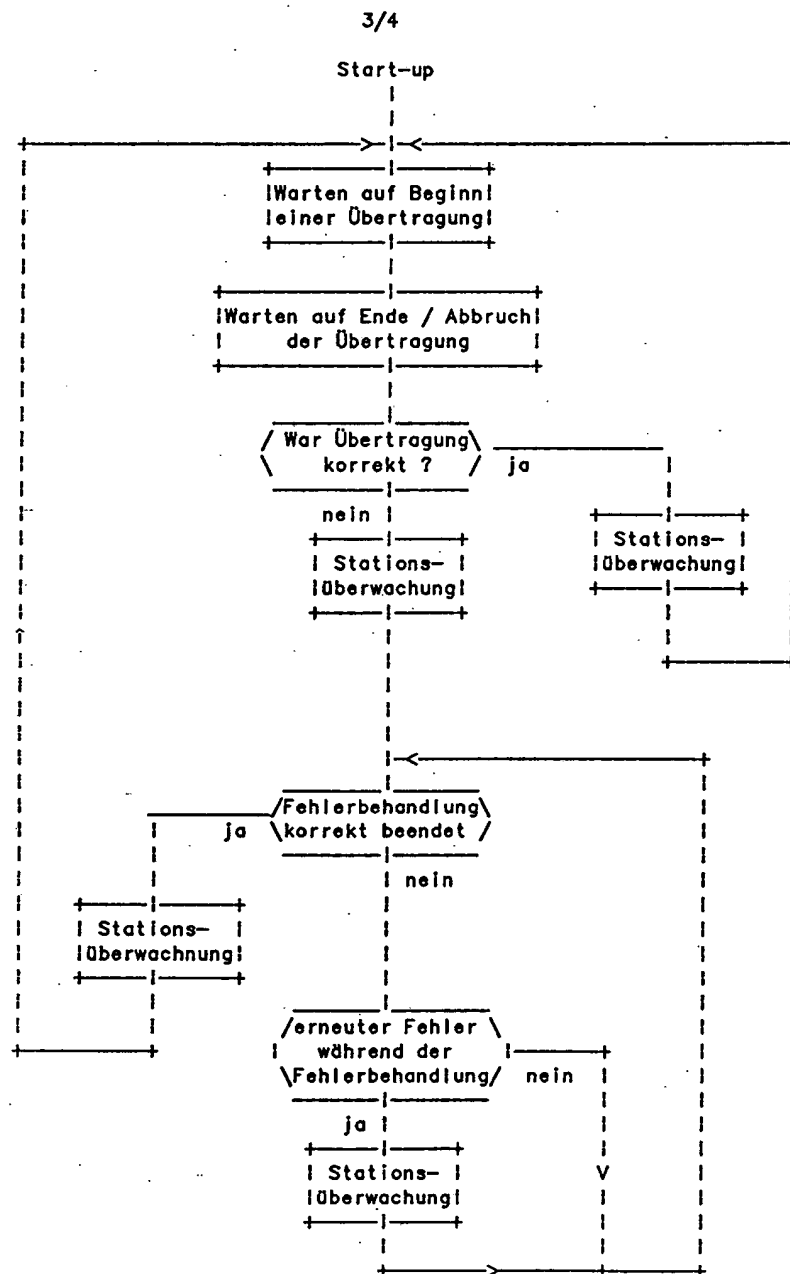 3/4
Start-up
Warten auf Beginn
einer Übertragung
Warten auf Ende / Abbruch
der Übertragung
War Übertragung
korrekt ?
ja
nein
Stations-
überwachung
Stations-
überwachung
Fehlerbehandlung
korrekt beendet
ja
nein
Stations-
überwachnung
erneuter Fehler
während der
Fehlerbehandlung
nein
ja
Stations-
überwachung